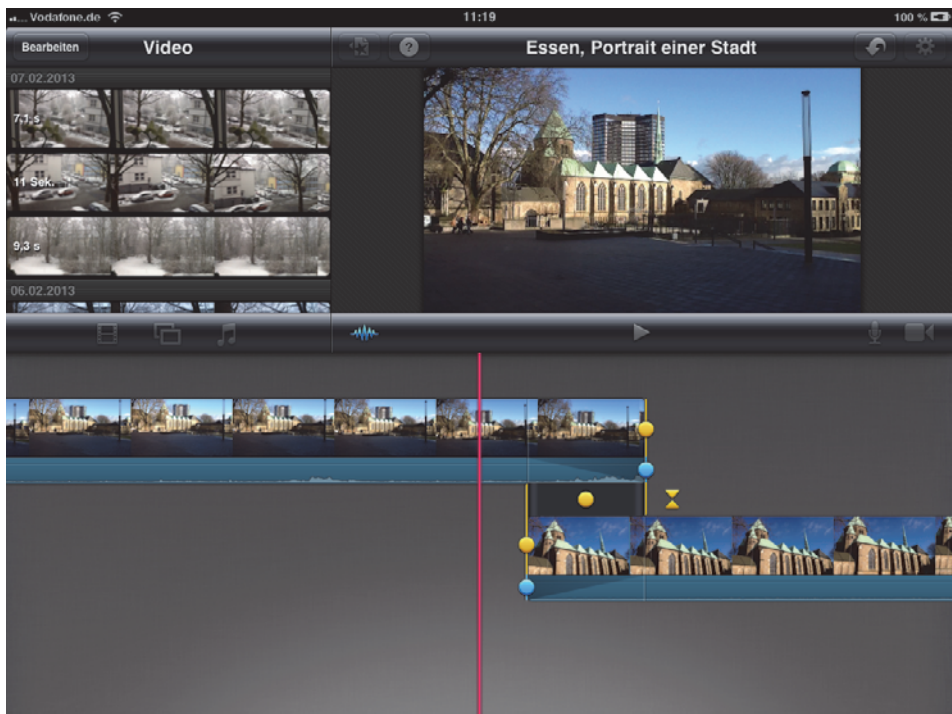 Vodafone.de
11:19
100 %
Bearbeiten
Video
?
Essen, Portrait einer Stadt
07.02.2013
7,1 s
11 Sek.
9,3 s
06.02.2013